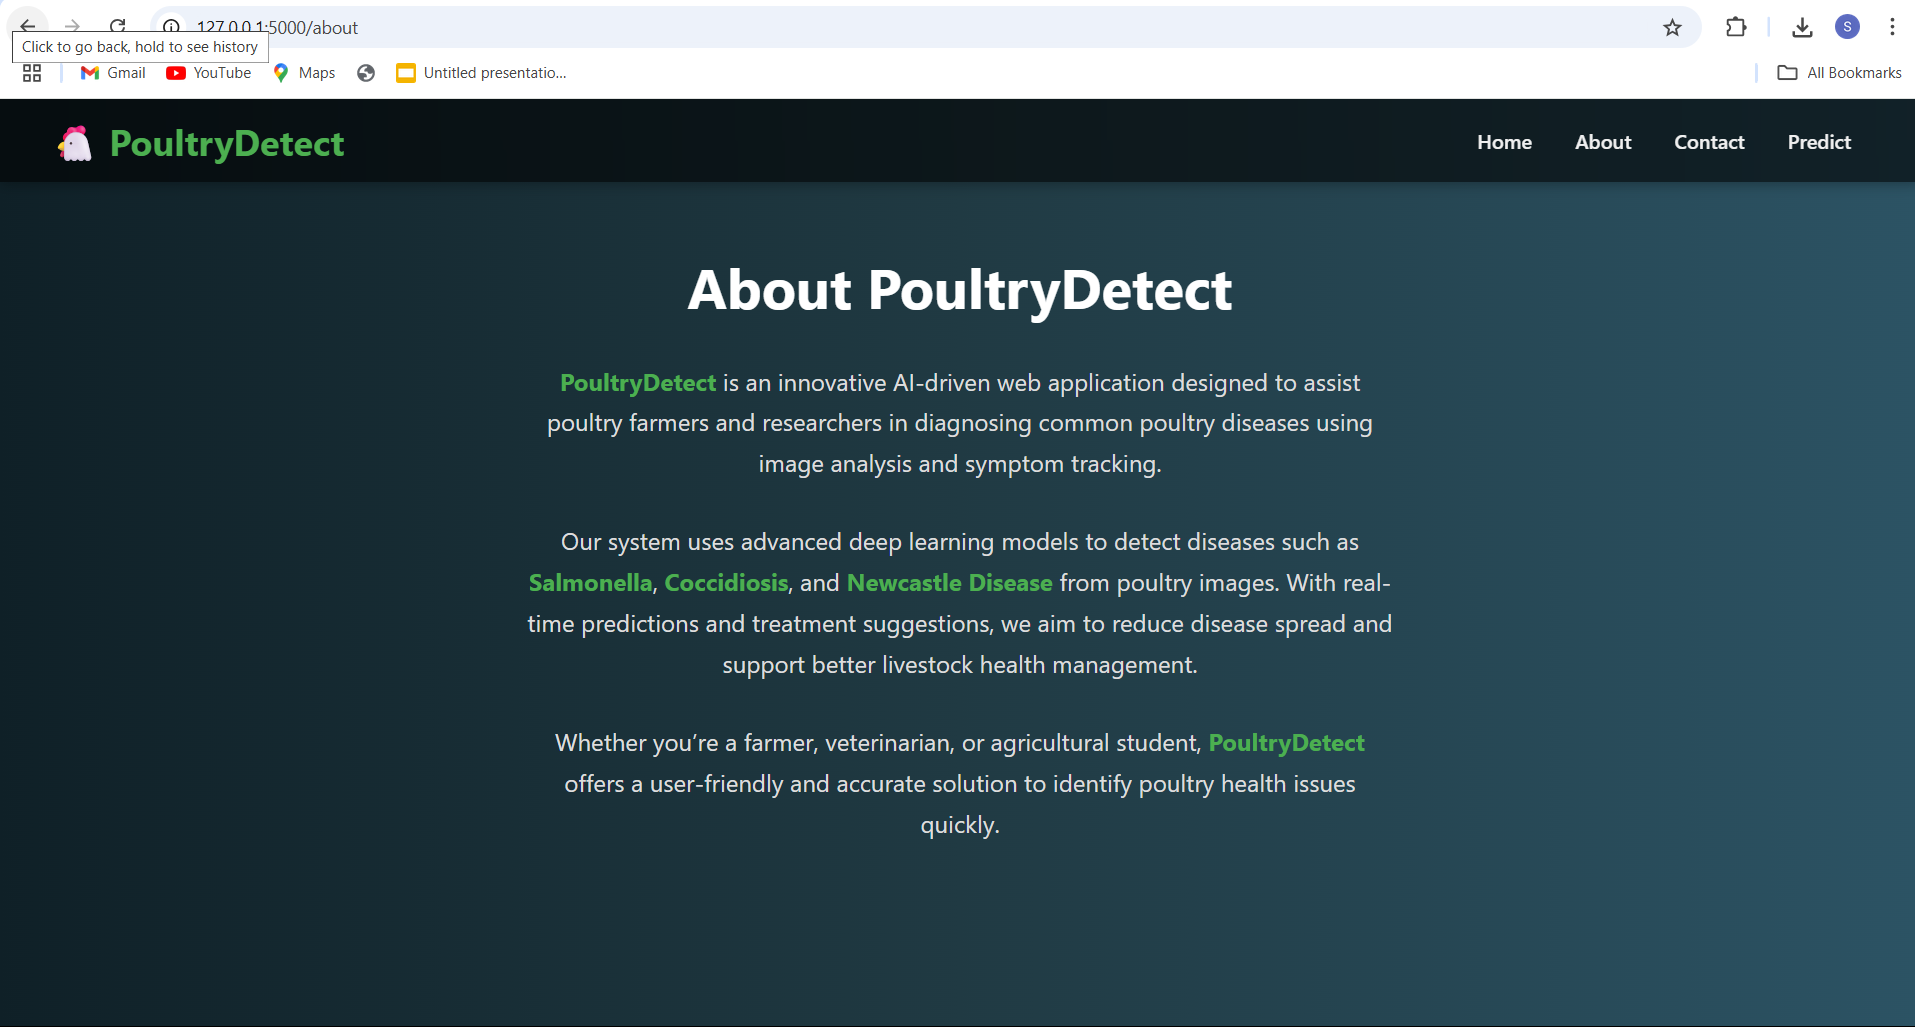 127.0.0.1:5000/about
S
Click to go back, hold to see history
Gmail
YouTube
Maps
Untitled presentatio...
All Bookmarks
PoultryDetect
Home
About
Contact
Predict
About PoultryDetect
PoultryDetect is an innovative AI-driven web application designed to assist
poultry farmers and researchers in diagnosing common poultry diseases using
image analysis and symptom tracking.
Our system uses advanced deep learning models to detect diseases such as
Salmonella, Coccidiosis, and Newcastle Disease from poultry images. With real-
time predictions and treatment suggestions, we aim to reduce disease spread and
support better livestock health management.
Whether you’re a farmer, veterinarian, or agricultural student, PoultryDetect
offers a user-friendly and accurate solution to identify poultry health issues
quickly.